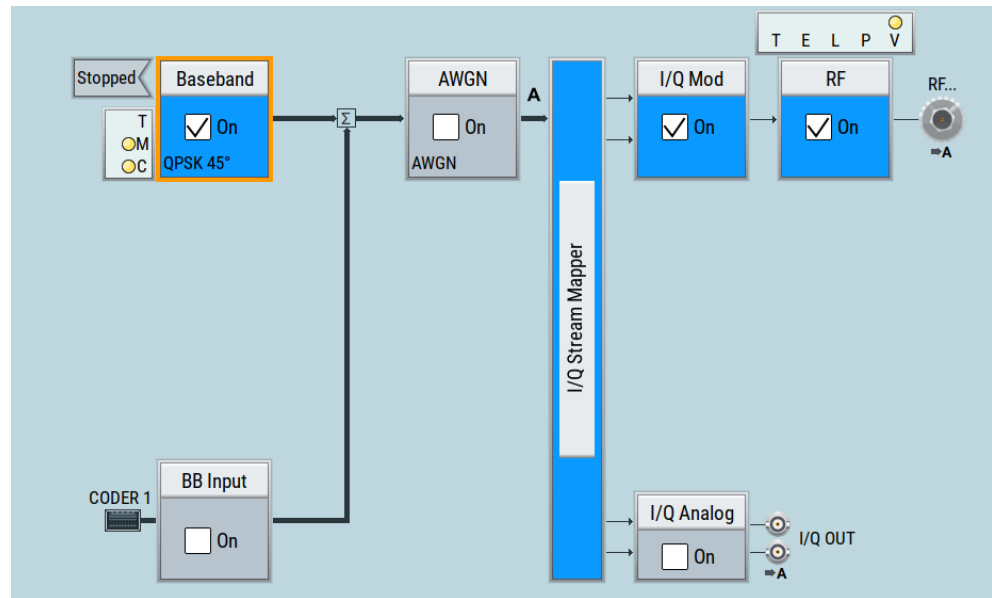 T E L P V
Stopped
Baseband
On
QPSK 45°
T
M
C
Σ
AWGN
On
AWGN
A
I/Q Stream Mapper
I/Q Mod
On
RF
On
RF...
➡A
CODER 1
BB Input
On
I/Q Analog
On
I/Q OUT
➡A